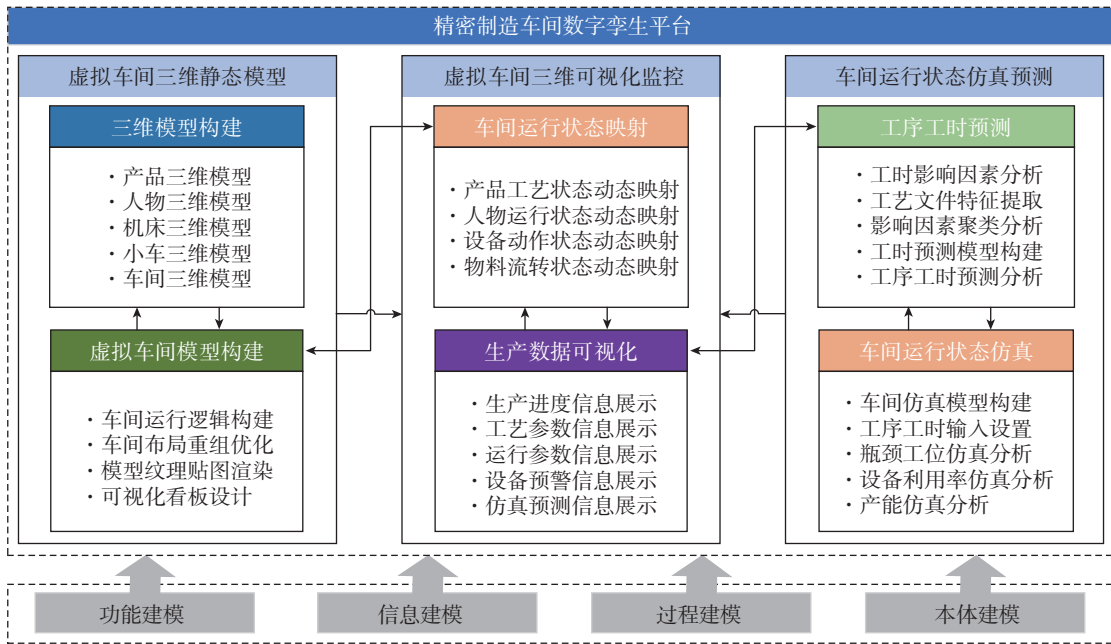 精密制造车间数字孪生平台
虚拟车间三维静态模型
三维模型构建
· 产品三维模型
· 人物三维模型
· 机床三维模型
· 小车三维模型
· 车间三维模型
虚拟车间模型构建
· 车间运行逻辑构建
· 车间布局重组优化
· 模型纹理贴图渲染
· 可视化看板设计
虚拟车间三维可视化监控
车间运行状态映射
· 产品工艺状态动态映射
· 人物运行状态动态映射
· 设备动作状态动态映射
· 物料流转状态动态映射
生产数据可视化
· 生产进度信息展示
· 工艺参数信息展示
· 运行参数信息展示
· 设备预警信息展示
· 仿真预测信息展示
车间运行状态仿真预测
工序工时预测
· 工时影响因素分析
· 工艺文件特征提取
· 影响因素聚类分析
· 工时预测模型构建
· 工序工时预测分析
车间运行状态仿真
· 车间仿真模型构建
· 工序工时输入设置
· 瓶颈工位仿真分析
· 设备利用率仿真分析
· 产能仿真分析
功能建模
信息建模
过程建模
本体建模